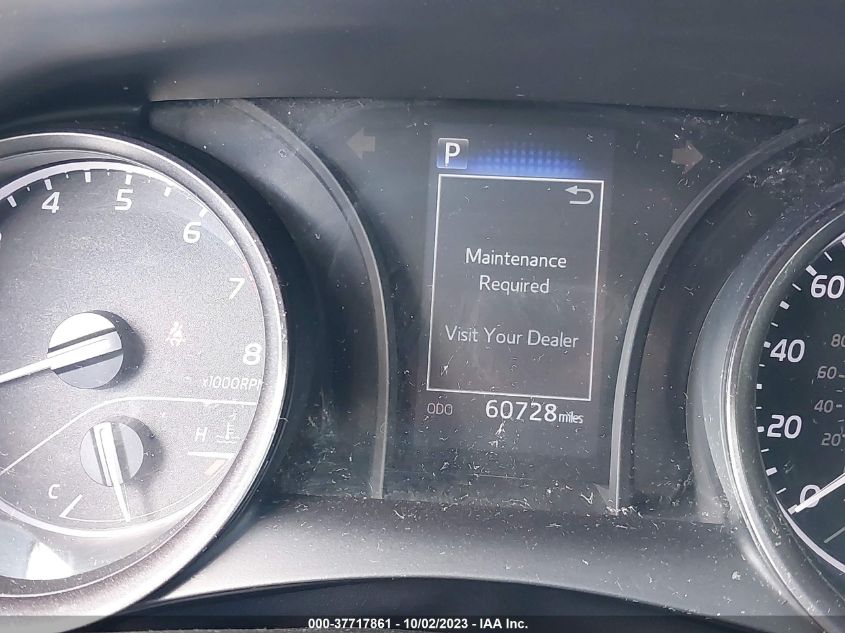 P
Maintenance
Required
Visit Your Dealer
ODO 60728 miles
4 5 6 7 8
x1000RPM
H
C
60
40
20
0
80
60
40
20
000-37717861 - 10/02/2023 - IAA Inc.